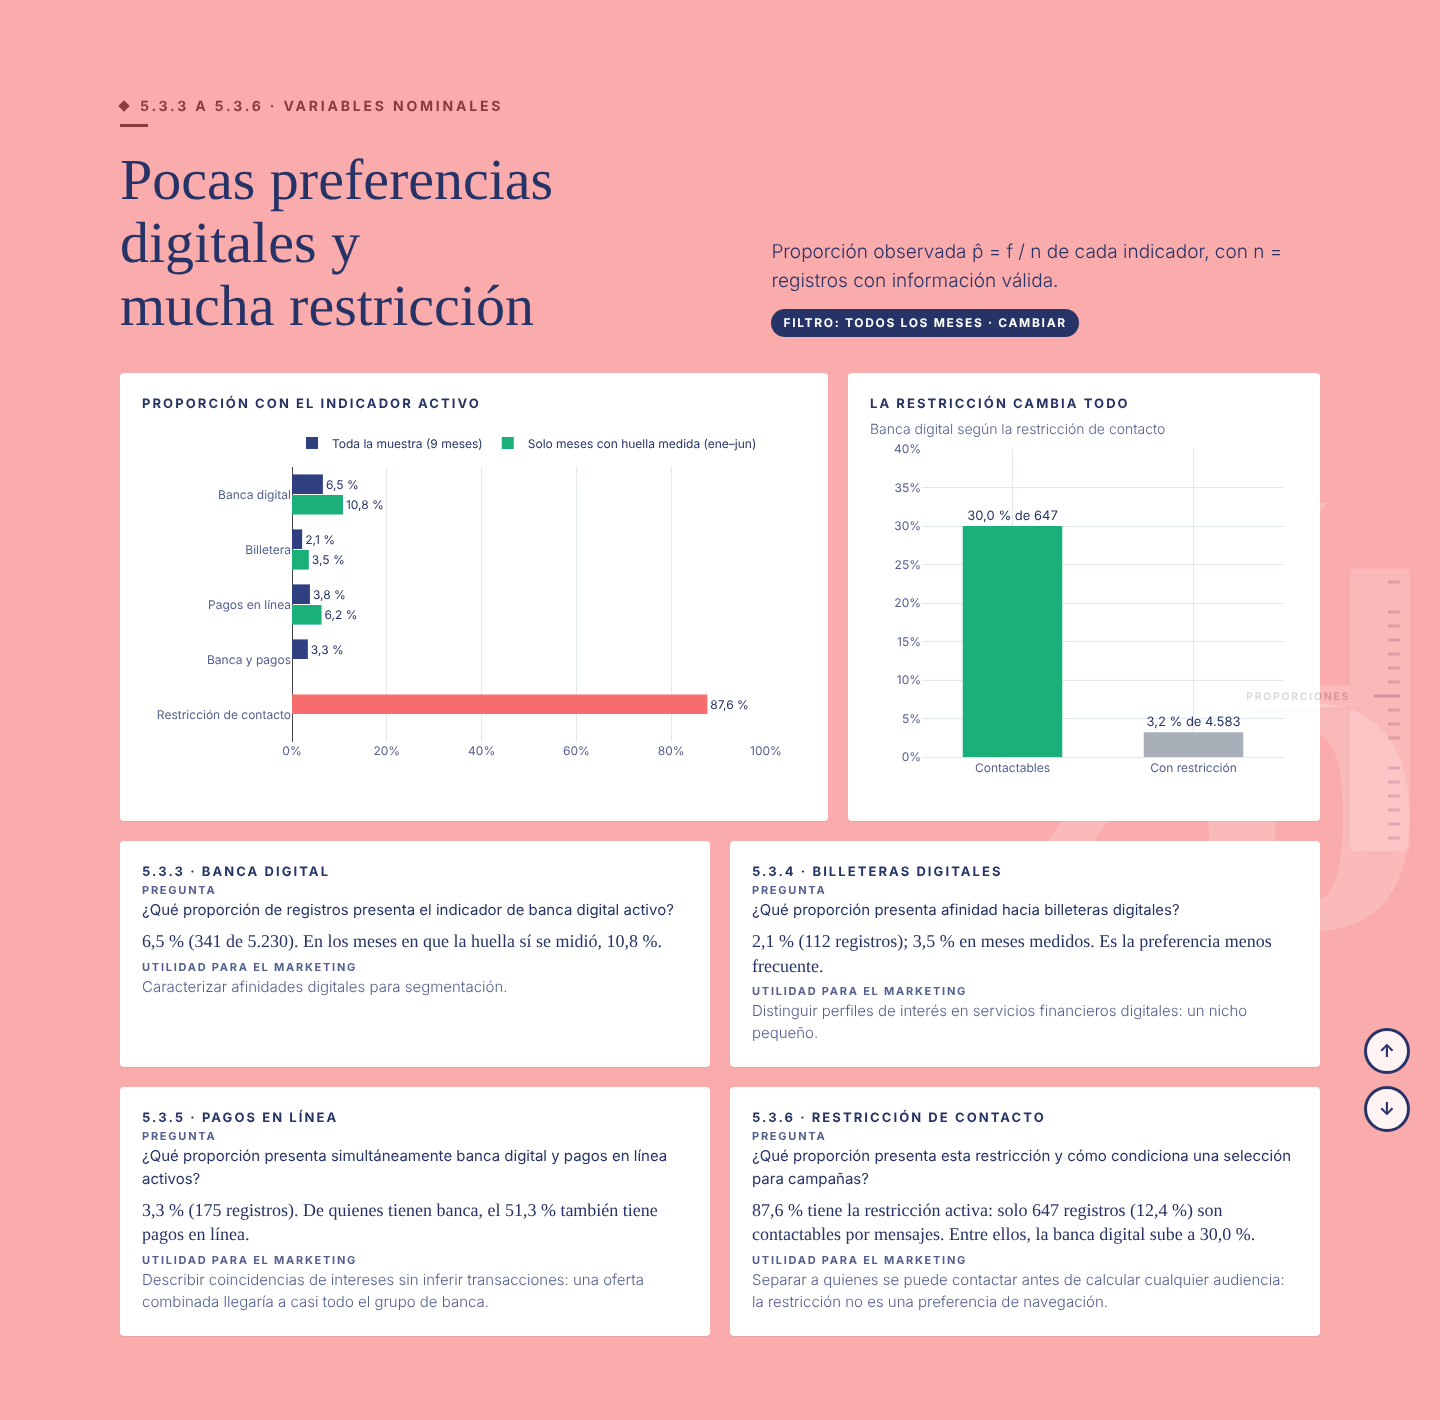 ◆ 5.3.3 A 5.3.6 · VARIABLES NOMINALES
Pocas preferencias
digitales y
mucha restricción
Proporción observada p̂ = f / n de cada indicador, con n =
registros con información válida.
FILTRO: TODOS LOS MESES · CAMBIAR
PROPORCIÓN CON EL INDICADOR ACTIVO
Toda la muestra (9 meses)
Solo meses con huella medida (ene–jun)
Banca digital
6,5 %
10,8 %
Billetera
2,1 %
3,5 %
Pagos en línea
3,8 %
6,2 %
Banca y pagos
3,3 %
Restricción de contacto
87,6 %
0%
20%
40%
60%
80%
100%
LA RESTRICCIÓN CAMBIA TODO
Banca digital según la restricción de contacto
40%
35%
30%
25%
20%
15%
10%
5%
0%
30,0 % de 647
3,2 % de 4.583
Contactables
Con restricción
PROPORCIONES
5.3.3 · BANCA DIGITAL
PREGUNTA
¿Qué proporción de registros presenta el indicador de banca digital activo?
6,5 % (341 de 5.230). En los meses en que la huella sí se midió, 10,8 %.
UTILIDAD PARA EL MARKETING
Caracterizar afinidades digitales para segmentación.
5.3.4 · BILLETERAS DIGITALES
PREGUNTA
¿Qué proporción presenta afinidad hacia billeteras digitales?
2,1 % (112 registros); 3,5 % en meses medidos. Es la preferencia menos
frecuente.
UTILIDAD PARA EL MARKETING
Distinguir perfiles de interés en servicios financieros digitales: un nicho
pequeño.
5.3.5 · PAGOS EN LÍNEA
PREGUNTA
¿Qué proporción presenta simultáneamente banca digital y pagos en línea
activos?
3,3 % (175 registros). De quienes tienen banca, el 51,3 % también tiene
pagos en línea.
UTILIDAD PARA EL MARKETING
Describir coincidencias de intereses sin inferir transacciones: una oferta
combinada llegaría a casi todo el grupo de banca.
5.3.6 · RESTRICCIÓN DE CONTACTO
PREGUNTA
¿Qué proporción presenta esta restricción y cómo condiciona una selección
para campañas?
87,6 % tiene la restricción activa: solo 647 registros (12,4 %) son
contactables por mensajes. Entre ellos, la banca digital sube a 30,0 %.
UTILIDAD PARA EL MARKETING
Separar a quienes se puede contactar antes de calcular cualquier audiencia:
la restricción no es una preferencia de navegación.